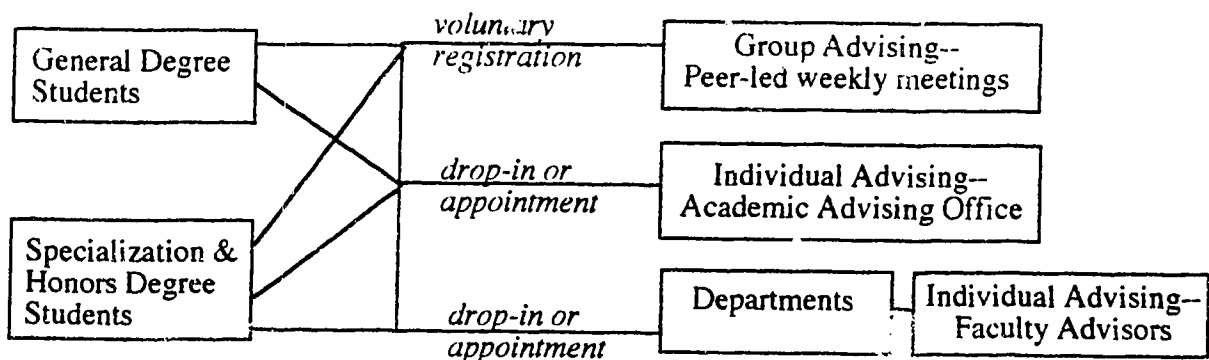 General Degree
Students
voluntary
registration
Group Advising--
Peer-led weekly meetings
drop-in or
appointment
Individual Advising--
Academic Advising Office
Specialization &
Honors Degree
Students
drop-in or
appointment
Departments
Individual Advising--
Faculty Advisors